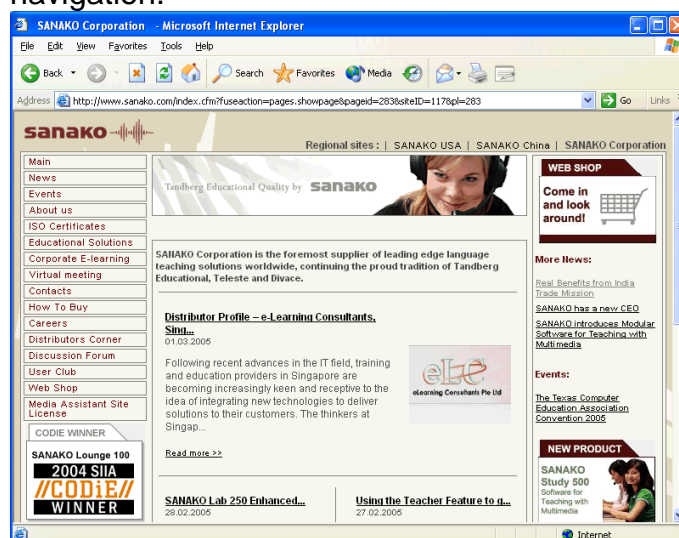 navigation.
SANAKO Corporation - Microsoft Internet Explorer
File Edit View Favorites Tools Help
Back Search Favorites Media
Address http://www.sanako.com/index.cfm?fuseaction=pages.showpage&pageid=283&siteID=117&pl=283 Go Links
sanako
Regional sites : | SANAKO USA | SANAKO China | SANAKO Corporation
Main
News
Events
About us
ISO Certificates
Educational Solutions
Corporate E-learning
Virtual meeting
Contacts
How To Buy
Careers
Distributors Corner
Discussion Forum
User Club
Web Shop
Media Assistant Site
License
CODIE WINNER
SANAKO Lounge 100
2004 SIIA
//CODiE//
WINNER
Tandberg Educational Quality by sanako
SANAKO Corporation is the foremost supplier of leading edge language
teaching solutions worldwide, continuing the proud tradition of Tandberg
Educational, Teleste and Divace.
Distributor Profile – e-Learning Consultants,
Sing...
01.03.2005
Following recent advances in the IT field, training
and education providers in Singapore are
becoming increasingly keen and receptive to the
idea of integrating new technologies to deliver
solutions to their customers. The thinkers at
Singap...
Read more >>
eLC
eLearning Consultants Pte Ltd
SANAKO Lab 250 Enhanced...
28.02.2005
Using the Teacher Feature to g...
27.02.2005
WEB SHOP
Come in
and look
around!
More News:
Real Benefits from India
Trade Mission
SANAKO has a new CEO
SANAKO introduces Modular
Software for Teaching with
Multimedia
Events:
The Texas Computer
Education Association
Convention 2005
NEW PRODUCT
SANAKO
Study 500
Software for
Teaching with
Multimedia
Internet